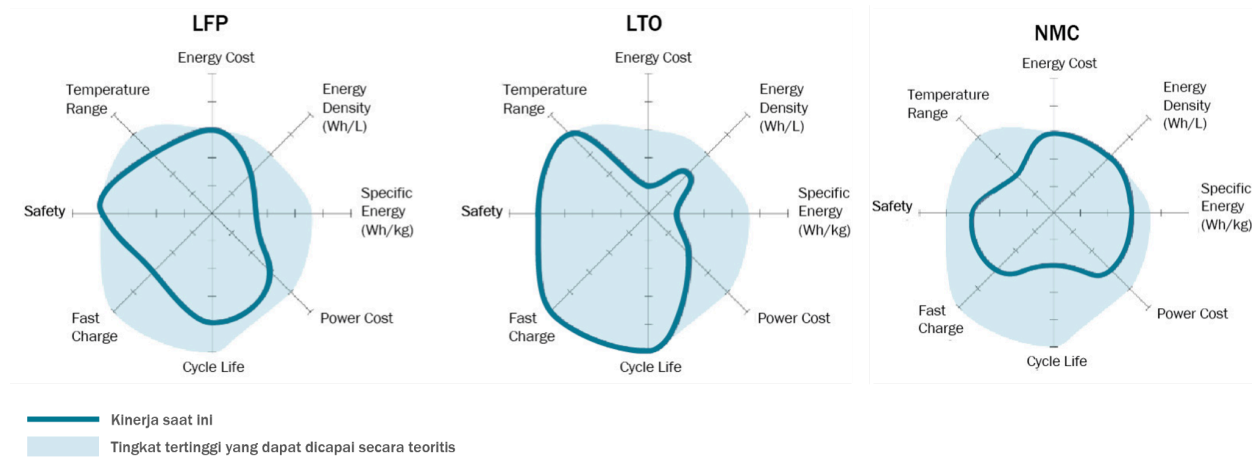 LFP
Energy Cost
Temperature
Range
Energy
Density
(Wh/L)
Safety
Specific
Energy
(Wh/kg)
Fast
Charge
Power Cost
Cycle Life
LTO
Energy Cost
Temperature
Range
Energy
Density
(Wh/L)
Safety
Specific
Energy
(Wh/kg)
Fast
Charge
Power Cost
Cycle Life
NMC
Energy Cost
Temperature
Range
Energy
Density
(Wh/L)
Safety
Specific
Energy
(Wh/kg)
Fast
Charge
Power Cost
Cycle Life
Kinerja saat ini
Tingkat tertinggi yang dapat dicapai secara teoritis